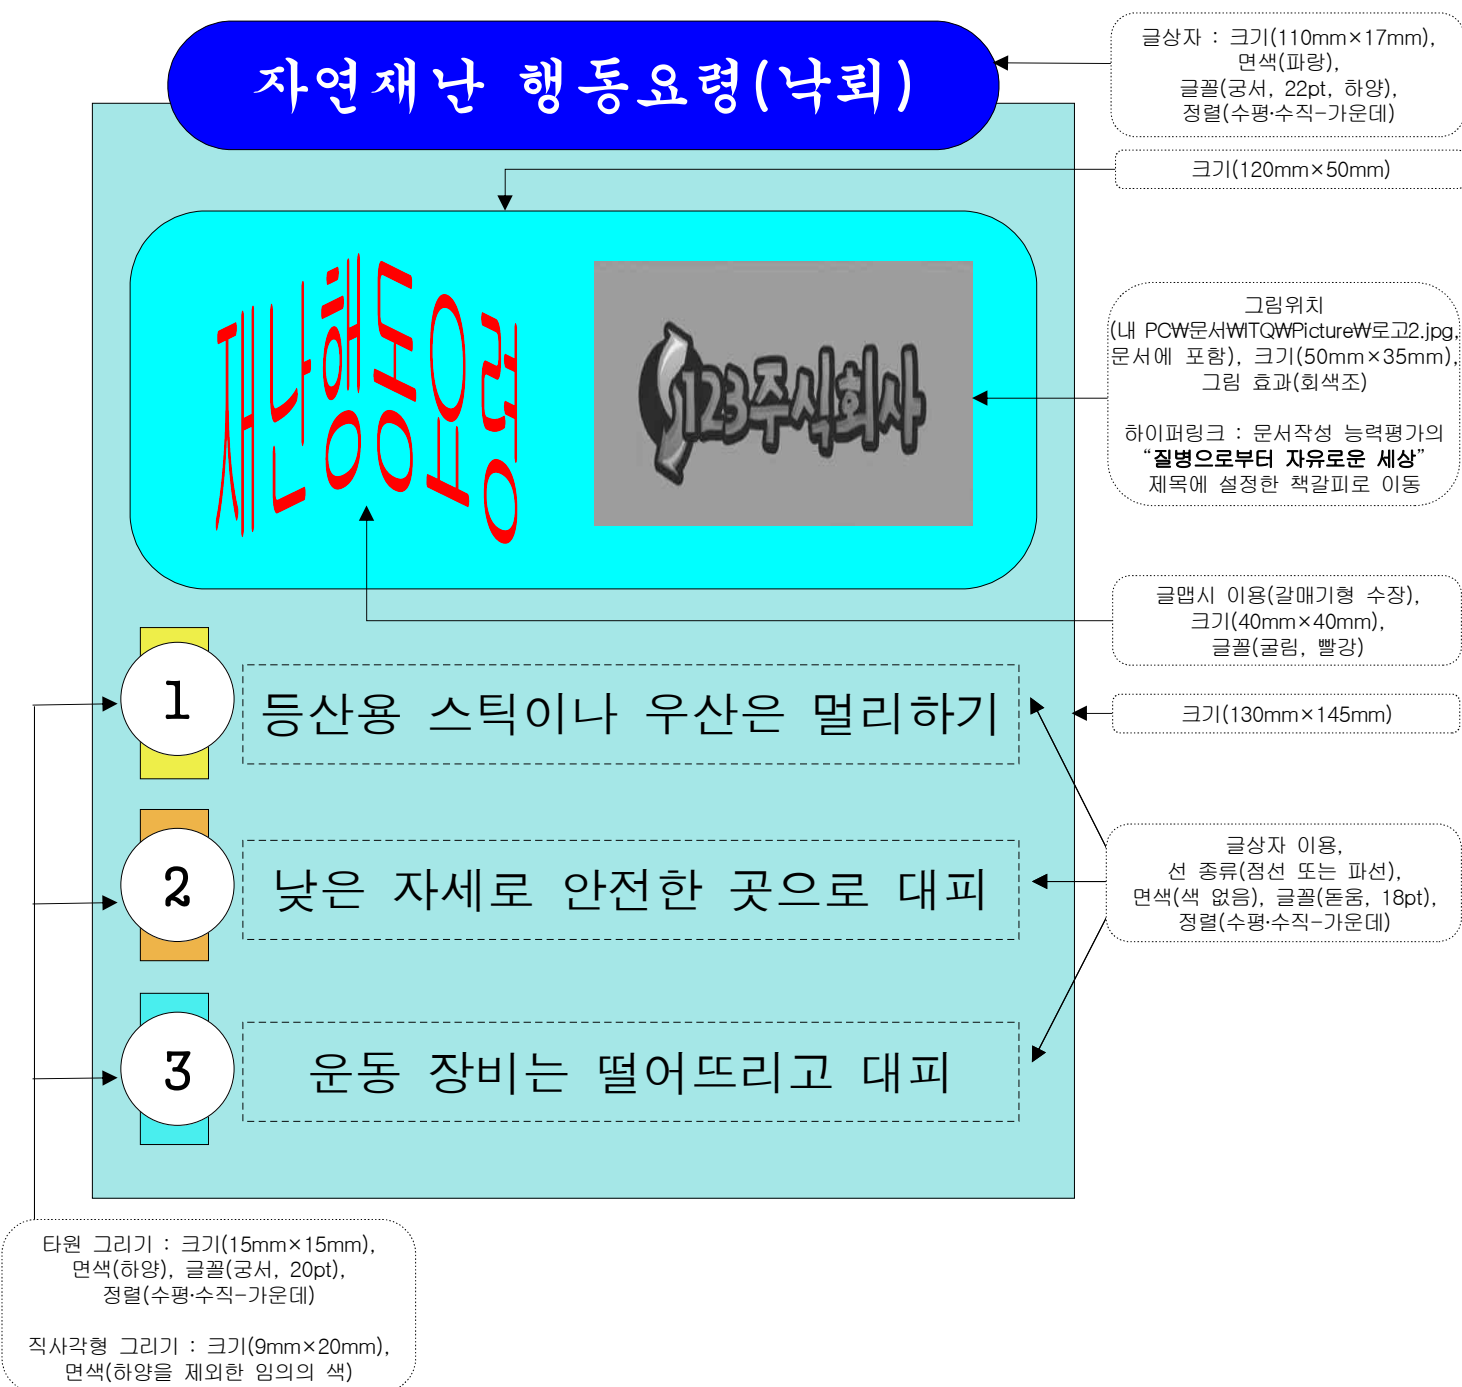 자연재난 행동요령(낙뢰)
글상자 : 크기(110mm×17mm),
면색(파랑),
글꼴(궁서, 22pt, 하양),
정렬(수평·수직-가운데)
크기(120mm×50mm)
재난행동요령
123주식회사
그림위치
(내 PC₩문서₩ITQ₩Picture₩로고2.jpg,
문서에 포함), 크기(50mm×35mm),
그림 효과(회색조)
하이퍼링크 : 문서작성 능력평가의
“질병으로부터 자유로운 세상”
제목에 설정한 책갈피로 이동
글맵시 이용(갈매기형 수장),
크기(40mm×40mm),
글꼴(굴림, 빨강)
1
등산용 스틱이나 우산은 멀리하기
크기(130mm×145mm)
2
낮은 자세로 안전한 곳으로 대피
글상자 이용,
선 종류(점선 또는 파선),
면색(색 없음), 글꼴(돋움, 18pt),
정렬(수평·수직-가운데)
3
운동 장비는 떨어뜨리고 대피
타원 그리기 : 크기(15mm×15mm),
면색(하양), 글꼴(궁서, 20pt),
정렬(수평·수직-가운데)
직사각형 그리기 : 크기(9mm×20mm),
면색(하양을 제외한 임의의 색)